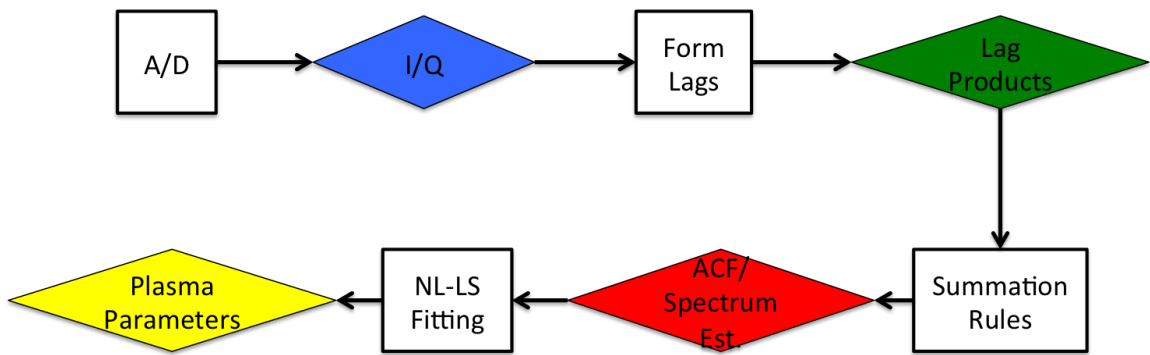 A/D
I/Q
Form
Lags
Lag
Products
Plasma
Parameters
NL-LS
Fitting
ACF/
Spectrum
Est.
Summation
Rules